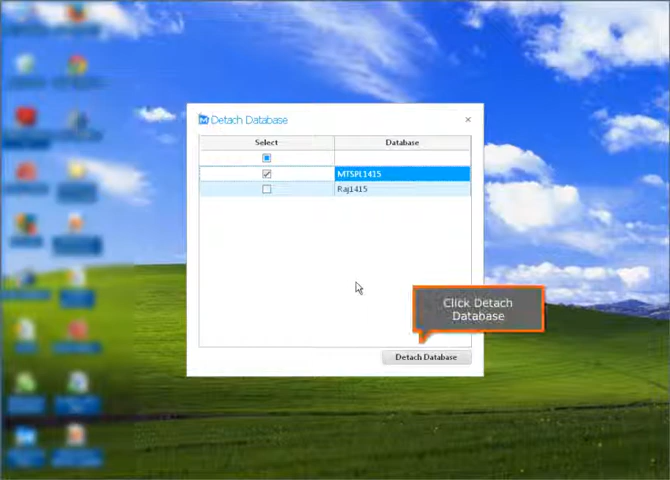 Detach Database
Select Database
MTSPL1415
Raj1415
Click Detach
Database
Detach Database